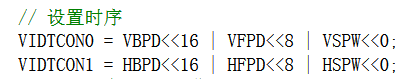 // 设置时序
VIDTCON0 = VBPD<<16 | VFPD<<8 | VSPW<<0;
VIDTCON1 = HBPD<<16 | HFPD<<8 | HSPW<<0;